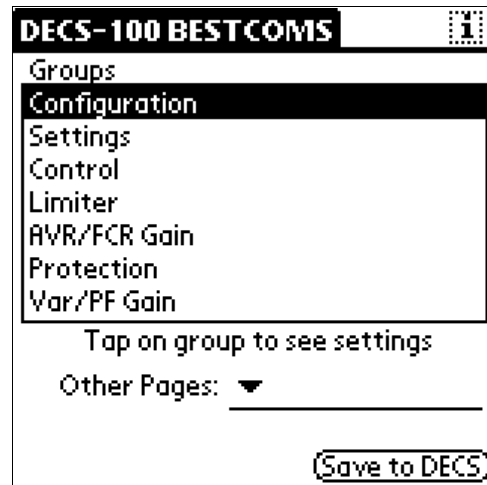 DECS-100 BESTCOMS i
Groups
Configuration
Settings
Control
Limiter
AVR/FCR Gain
Protection
Var/PF Gain
Tap on group to see settings
Other Pages:
Save to DECS